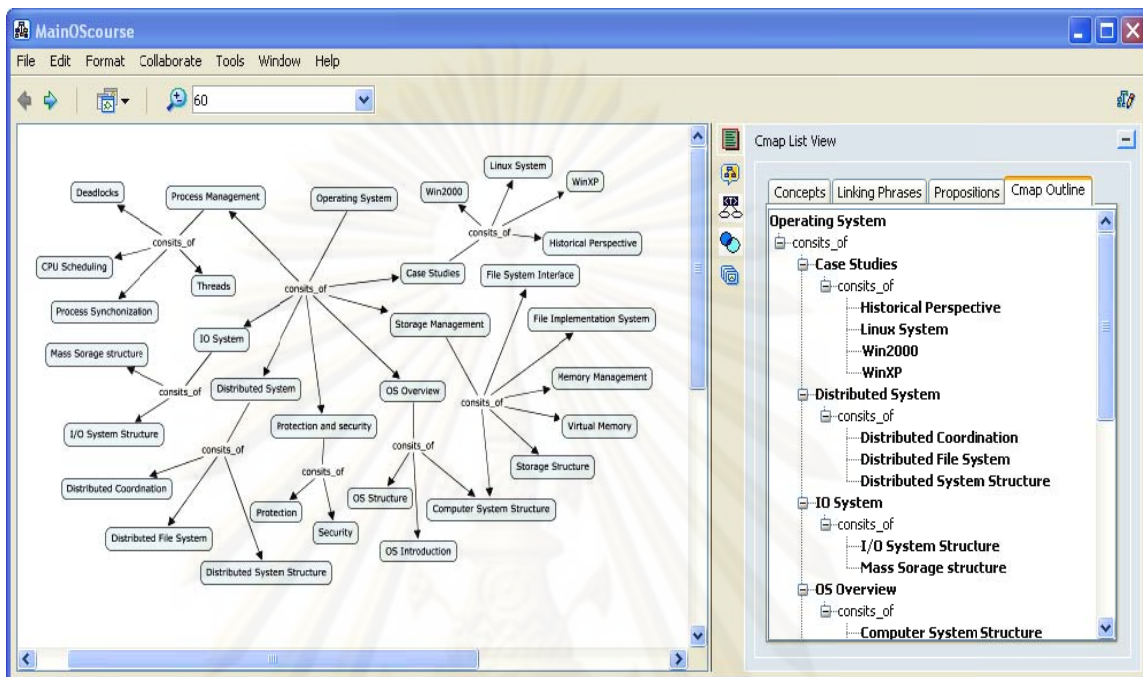 MainOScourse
File Edit Format Collaborate Tools Window Help
60
Linux System
WinXP
Win2000
Deadlocks
Process Management
Operating System
consits_of
consits_of
Historical Perspective
CPU Scheduling
Threads
consits_of
Case Studies
File System Interface
Process Synchonization
Storage Management
File Implementation System
IO System
Mass Sorage structure
Distributed System
OS Overview
Memory Management
consits_of
consits_of
I/O System Structure
Protection and security
Virtual Memory
consits_of
consits_of
Storage Structure
consits_of
Distributed Coordnation
OS Structure
Computer System Structure
Protection
Security
Distributed File System
OS Introduction
Distributed System Structure
Cmap List View
Concepts Linking Phrases Propositions Cmap Outline
Operating System
consits_of
Case Studies
consits_of
Historical Perspective
Linux System
Win2000
WinXP
Distributed System
consits_of
Distributed Coordination
Distributed File System
Distributed System Structure
IO System
consits_of
I/O System Structure
Mass Sorage structure
OS Overview
consits_of
Computer System Structure